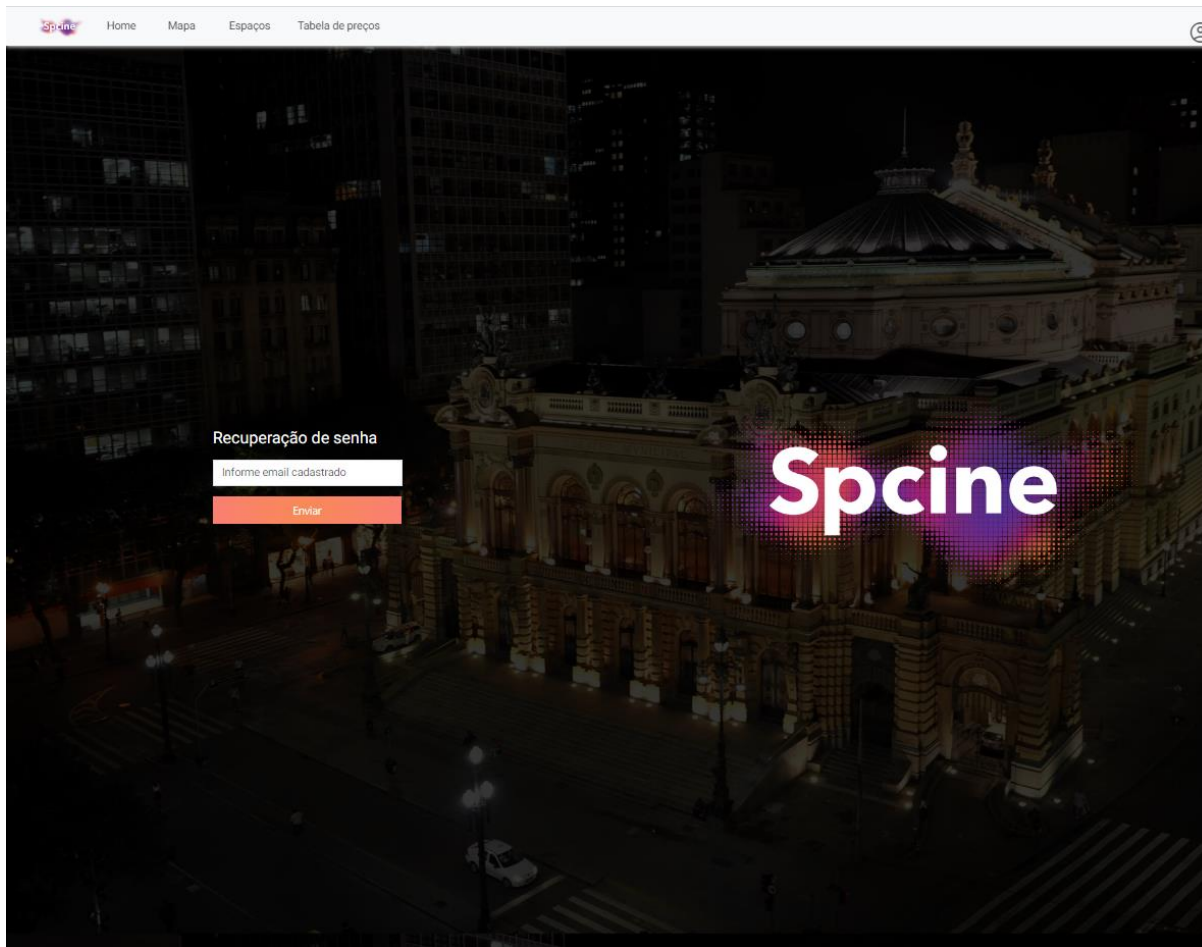 Spcine Home Mapa Espaços Tabela de preços
Recuperação de senha
Informe email cadastrado
Enviar
Spcine